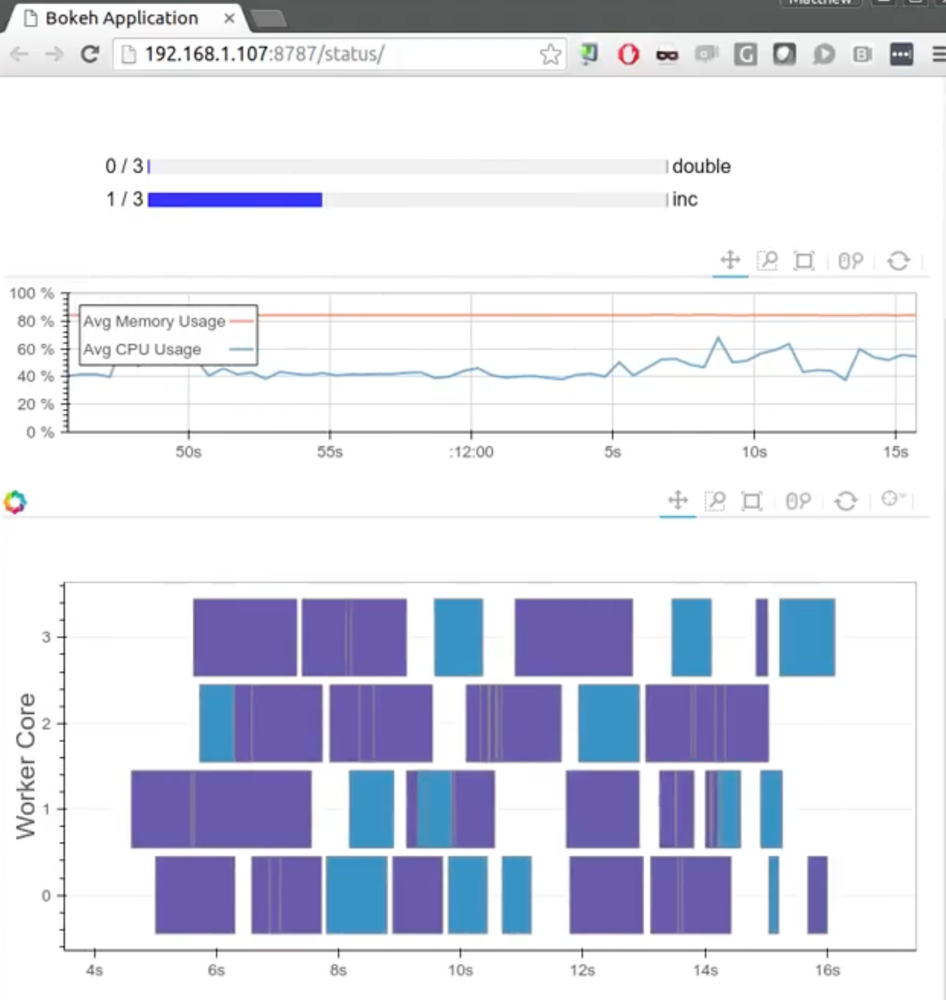 Matthew
Bokeh Application
192.168.1.107:8787/status/
0 / 3 double
1 / 3 inc
100 %
80 %
60 %
40 %
20 %
0 %
Avg Memory Usage
Avg CPU Usage
50s 55s :12:00 5s 10s 15s
Worker Core
3
2
1
0
4s 6s 8s 10s 12s 14s 16s